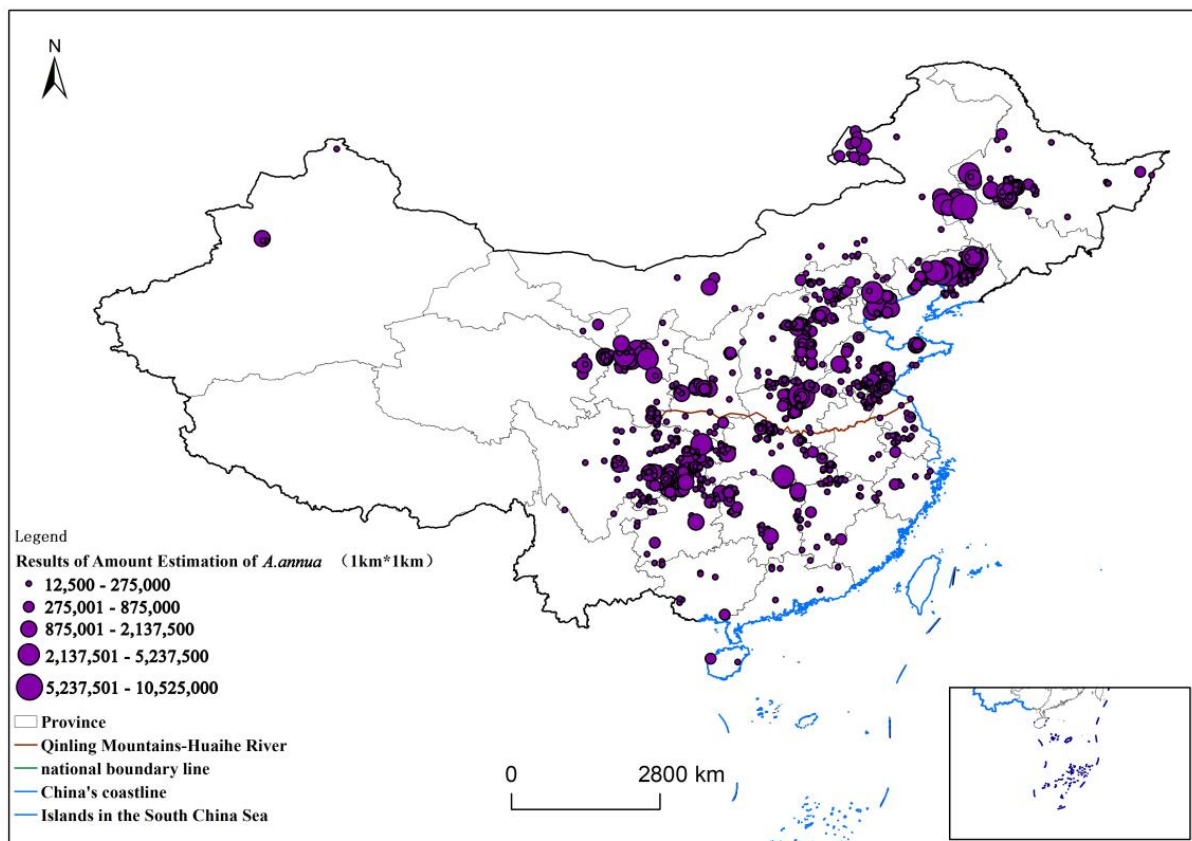 N
Legend
Results of Amount Estimation of A.annua （1km*1km）
12,500 - 275,000
275,001 - 875,000
875,001 - 2,137,500
2,137,501 - 5,237,500
5,237,501 - 10,525,000
Province
Qinling Mountains-Huaihe River
national boundary line
China's coastline
Islands in the South China Sea
0 2800 km